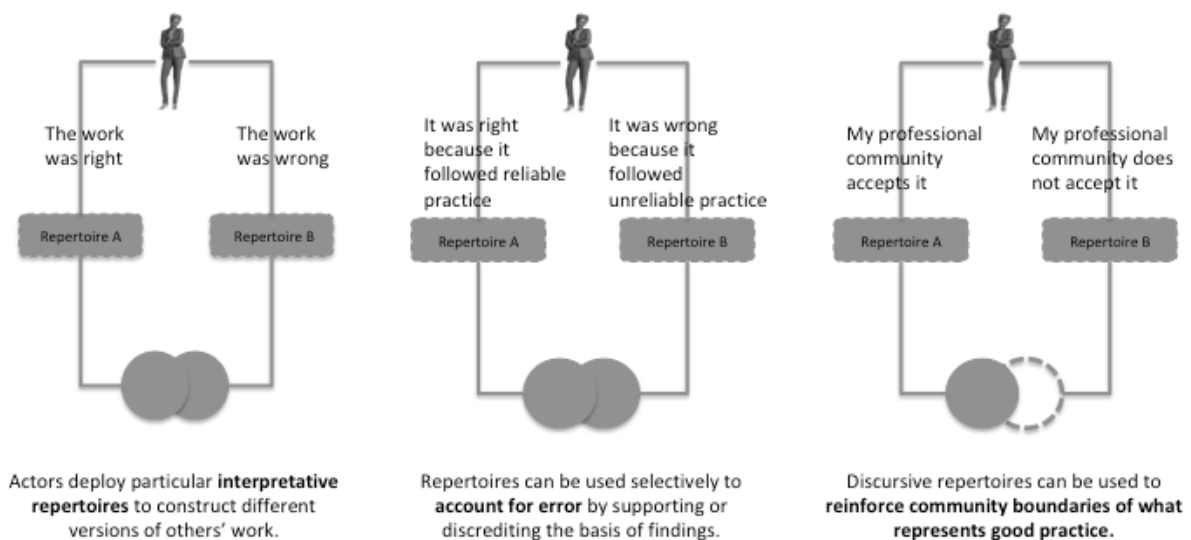 The work
was right
The work
was wrong
Repertoire A
Repertoire B
Actors deploy particular interpretative
repertoires to construct different
versions of others’ work.
It was right
because it
followed reliable
practice
It was wrong
because it
followed
unreliable practice
Repertoire A
Repertoire B
Repertoires can be used selectively to
account for error by supporting or
discrediting the basis of findings.
My professional
community
accepts it
My professional
community does
not accept it
Repertoire A
Repertoire B
Discursive repertoires can be used to
reinforce community boundaries of what
represents good practice.